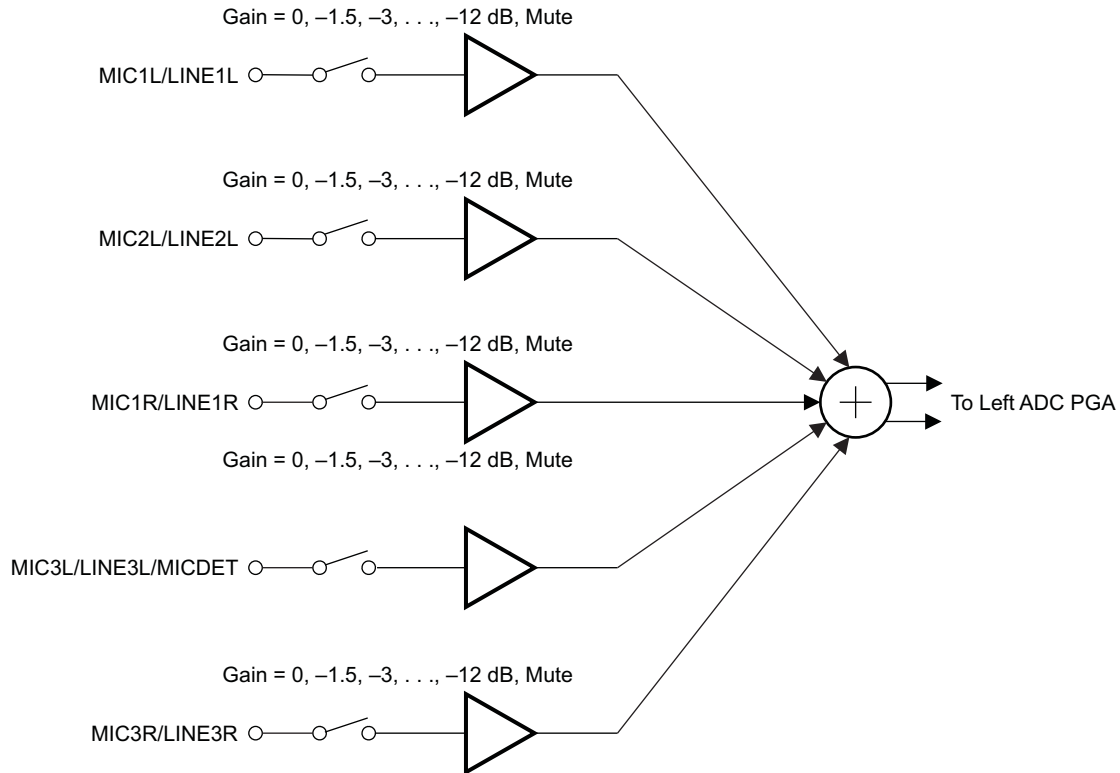 Gain = 0, –1.5, –3, . . ., –12 dB, Mute
MIC1L/LINE1L
Gain = 0, –1.5, –3, . . ., –12 dB, Mute
MIC2L/LINE2L
Gain = 0, –1.5, –3, . . ., –12 dB, Mute
MIC1R/LINE1R
To Left ADC PGA
Gain = 0, –1.5, –3, . . ., –12 dB, Mute
MIC3L/LINE3L/MICDET
Gain = 0, –1.5, –3, . . ., –12 dB, Mute
MIC3R/LINE3R